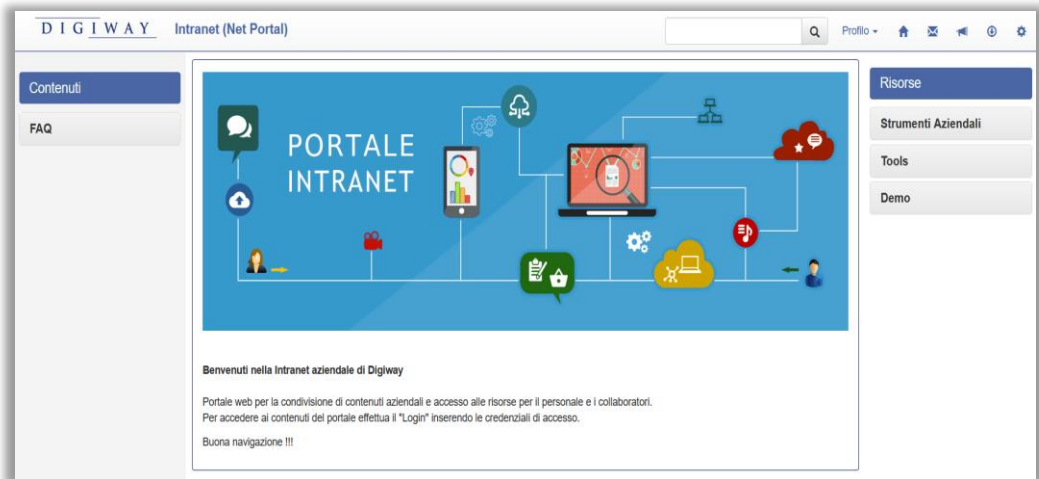 DIGIWAY Intranet (Net Portal) Profilo
Contenuti
FAQ
PORTALE
INTRANET
Benvenuti nella Intranet aziendale di Digiway
Portale web per la condivisione di contenuti aziendali e accesso alle risorse per il personale e i collaboratori.
Per accedere ai contenuti del portale effettua il "Login" inserendo le credenziali di accesso.
Buona navigazione !!!
Risorse
Strumenti Aziendali
Tools
Demo